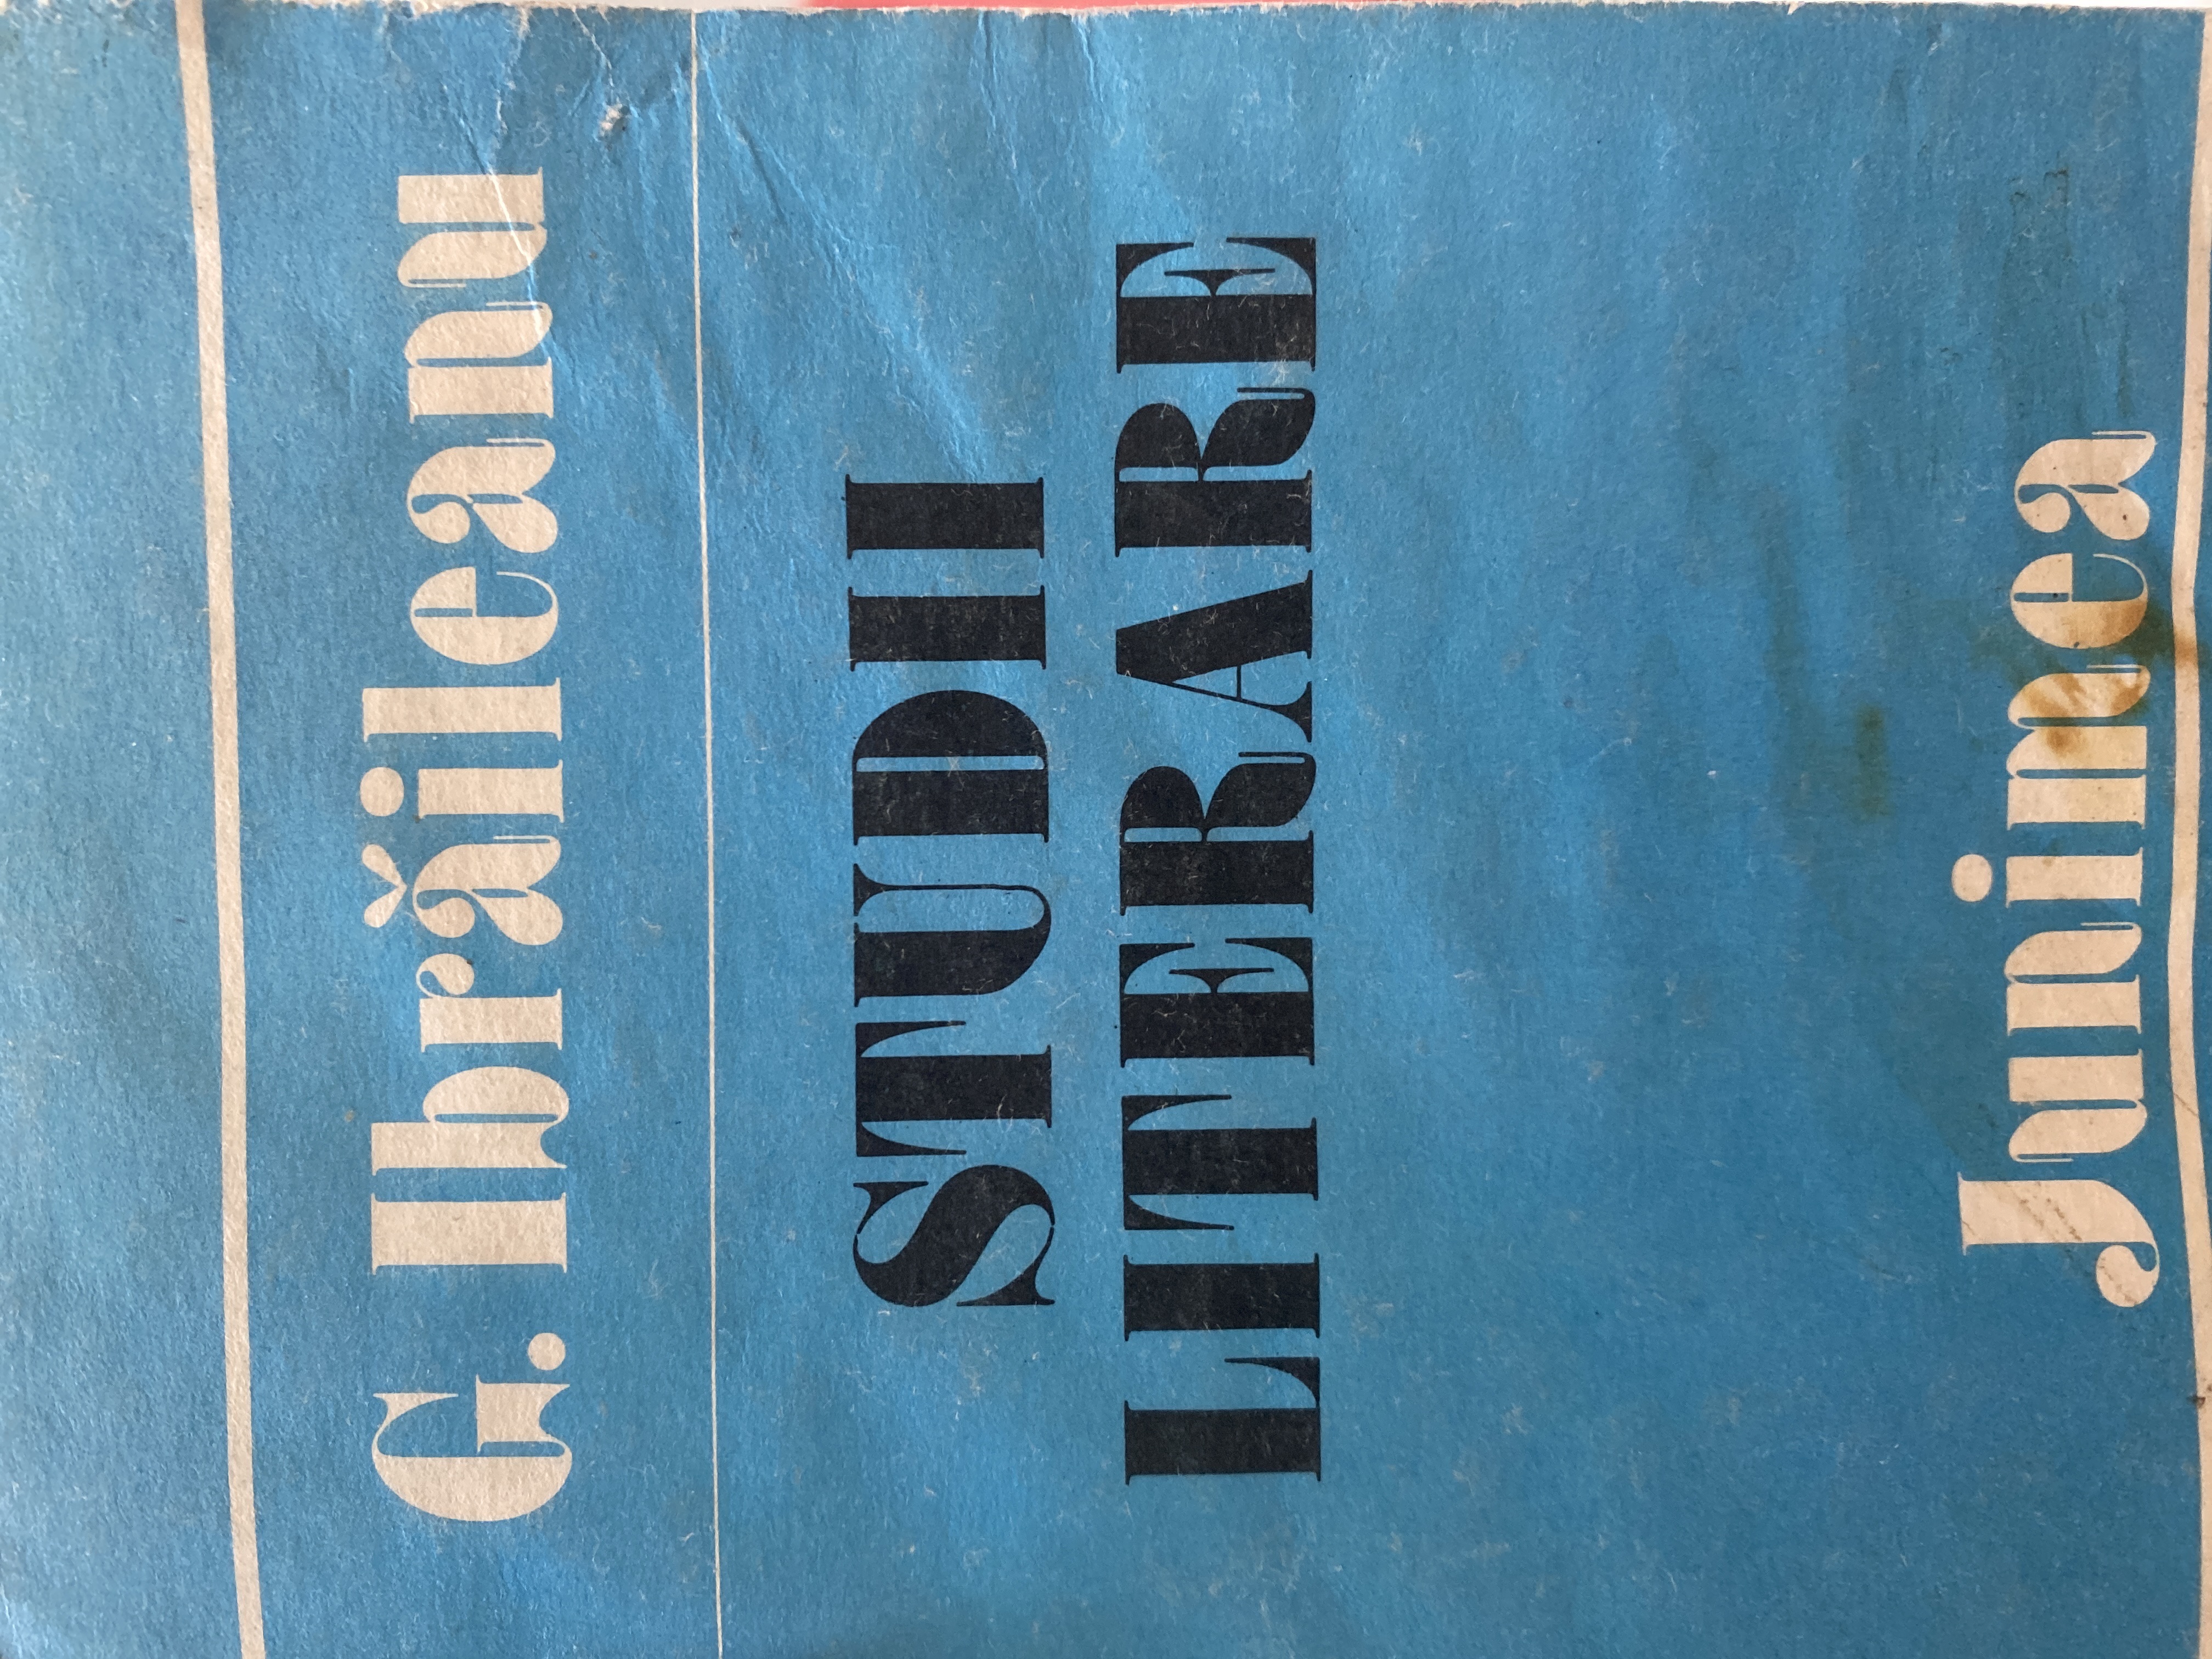 G. Ibrăileanu
STUDII
LITERARE
Junimea